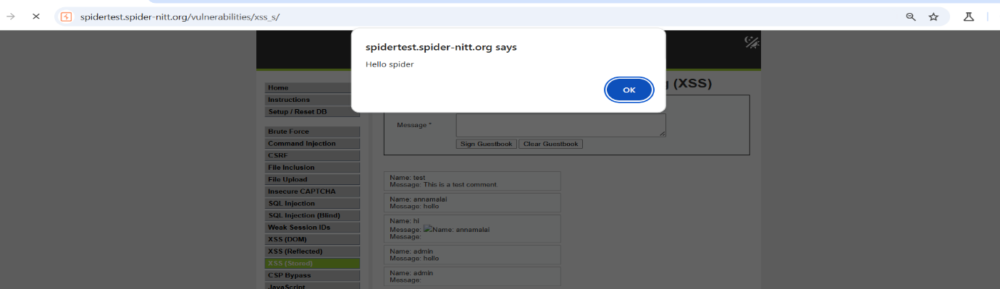 spidertest.spider-nitt.org/vulnerabilities/xss_s/
spidertest.spider-nitt.org says
Hello spider
OK
(XSS)
Home
Instructions
Setup / Reset DB
Brute Force
Command Injection
CSRF
File Inclusion
File Upload
Insecure CAPTCHA
SQL Injection
SQL Injection (Blind)
Weak Session IDs
XSS (DOM)
XSS (Reflected)
XSS (Stored)
CSP Bypass
JavaScript
Message *
Sign Guestbook Clear Guestbook
Name: test
Message: This is a test comment.
Name: annamalai
Message: hello
Name: hI
Message: Name: annamalai
Message:
Name: admin
Message: hello
Name: admin
Message: